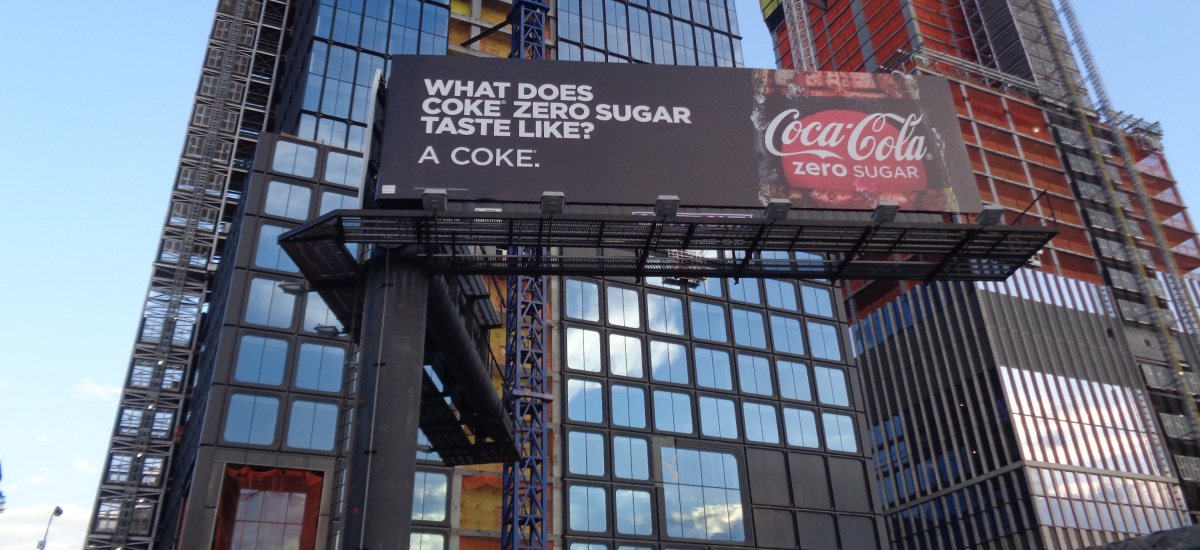 WHAT DOES
COKE® ZERO SUGAR
TASTE LIKE?
A COKE®.
Coca-Cola®
zero SUGAR